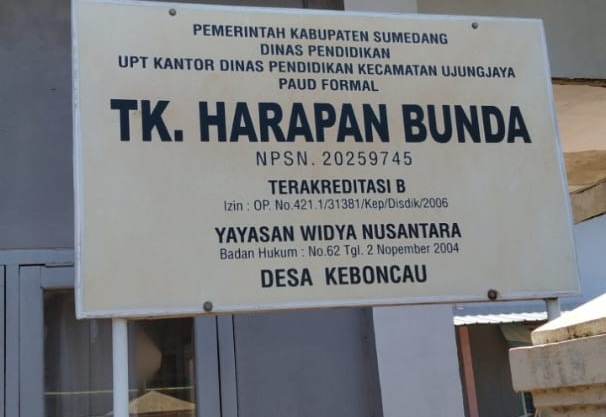 PEMERINTAH KABUPATEN SUMEDANG
DINAS PENDIDIKAN
UPT KANTOR DINAS PENDIDIKAN KECAMATAN UJUNGJAYA
PAUD FORMAL
TK. HARAPAN BUNDA
NPSN. 20259745
TERAKREDITASI B
Izin : OP. No.421.1/31381/Kep/Disdik/2006
YAYASAN WIDYA NUSANTARA
Badan Hukum : No.62 Tgl. 2 Nopember 2004
DESA KEBONCAU